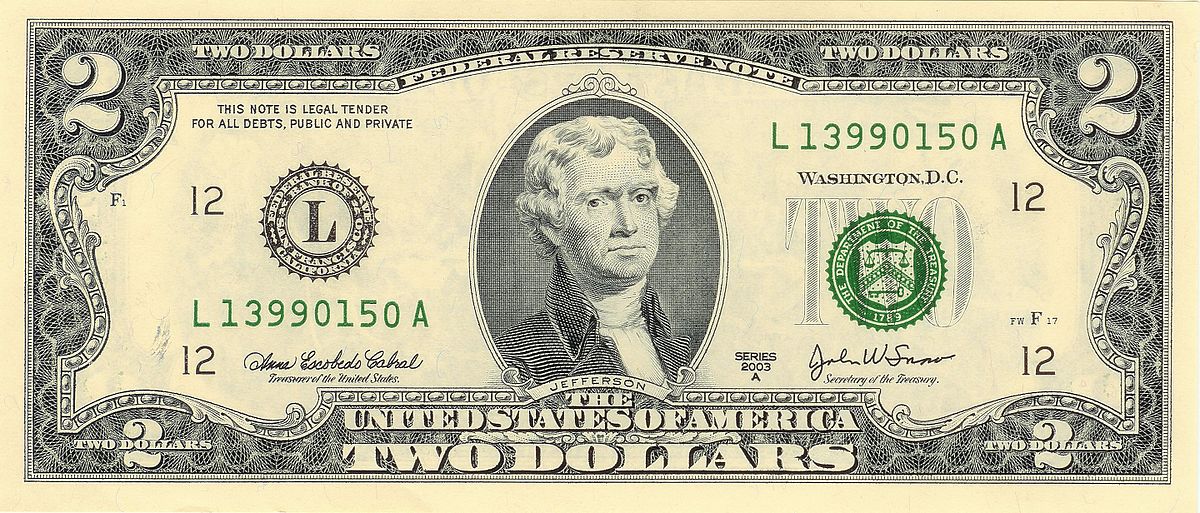 2
TWO DOLLARS
FEDERAL RESERVE NOTE
TWO DOLLARS
2
THIS NOTE IS LEGAL TENDER
FOR ALL DEBTS, PUBLIC AND PRIVATE
L 13990150 A
WASHINGTON, D.C.
F1
12
FEDERAL RESERVE
BANK OF
SAN FRANCISCO
CALIFORNIA
L
12
TWO
THE DEPARTMENT OF THE TREASURY
1789
L 13990150 A
FW F 17
12
Anna Escobedo Cabral
Treasurer of the United States.
SERIES
2003
A
John W Snow
Secretary of the Treasury.
12
JEFFERSON
THE
UNITED STATES OF AMERICA
TWO DOLLARS
2
TWO DOLLARS
2
TWO DOLLARS